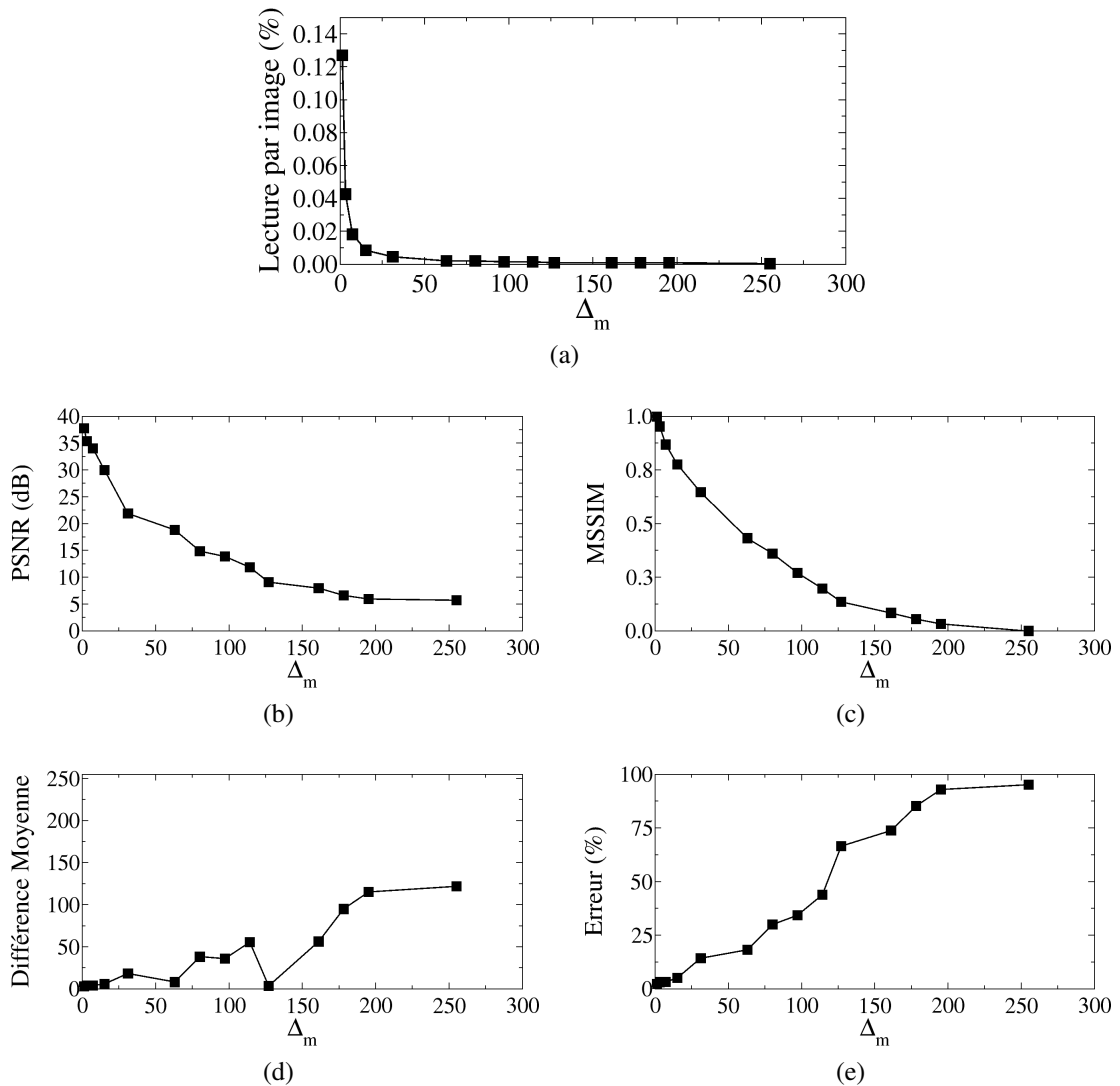 Lecture par image (%)
0.14
0.12
0.10
0.08
0.06
0.04
0.02
0.00
0 50 100 150 200 250 300
Δm
(a)
PSNR (dB)
40
35
30
25
20
15
10
5
0
0 50 100 150 200 250 300
Δm
(b)
MSSIM
1.0
0.8
0.5
0.3
0.0
0 50 100 150 200 250 300
Δm
(c)
Différence Moyenne
250
200
150
100
50
0
0 50 100 150 200 250 300
Δm
(d)
Erreur (%)
100
75
50
25
0
0 50 100 150 200 250 300
Δm
(e)